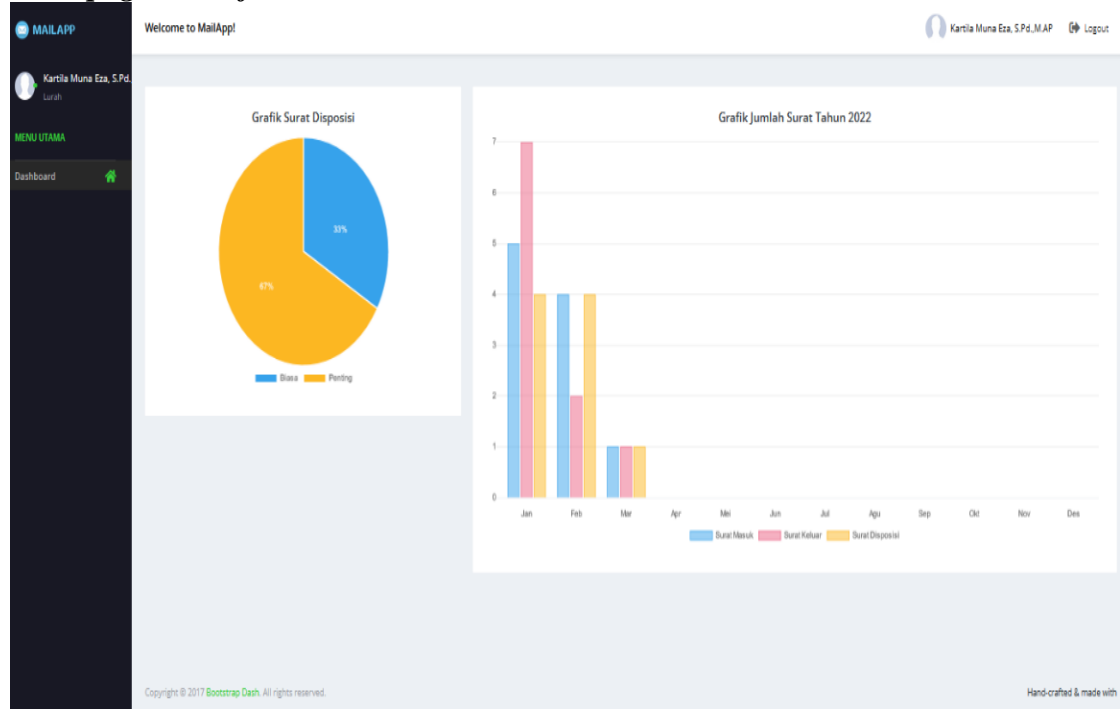 MAILAPP
Welcome to MailApp!
Kartila Muna Eza, S.Pd.,M.AP
Logout
Kartila Muna Eza, S.Pd.,
Lurah
MENU UTAMA
Dashboard
Grafik Surat Disposisi
33%
67%
Biasa
Penting
Grafik Jumlah Surat Tahun 2022
7
6
5
4
3
2
1
0
Jan Feb Mar Apr Mei Jun Jul Agu Sep Okt Nov Des
Surat Masuk Surat Keluar Surat Disposisi
Copyright © 2017 Bootstrap Dash. All rights reserved.
Hand-crafted & made with